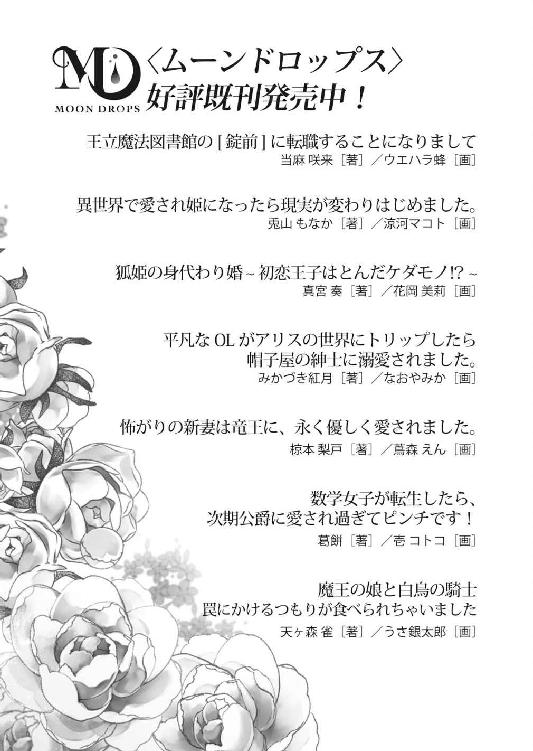 MD
MOON DROPS
〈ムーンドロップス〉
好評既刊発売中！
王立魔法図書館の[錠前]に転職することになりまして
当麻 咲来［著］／ウエハラ蜂［画］
異世界で愛され姫になったら現実が変わりはじめました。
兎山 もなか［著］／涼河マコト［画］
狐姫の身代わり婚～初恋王子はとんだケダモノ!?～
真宮 奏［著］／花岡 美莉［画］
平凡なOLがアリスの世界にトリップしたら
帽子屋の紳士に溺愛されました。
みかづき紅月［著］／なおやみか［画］
怖がりの新妻は竜王に、永く優しく愛されました。
椋本 梨戸［著］／蔦森 えん［画］
数学女子が転生したら、
次期公爵に愛され過ぎてピンチです！
葛餅［著］／壱 コトコ［画］
魔王の娘と白鳥の騎士
罠にかけるつもりが食べられちゃいました
天ヶ森 雀［著］／うさ銀太郎［画］